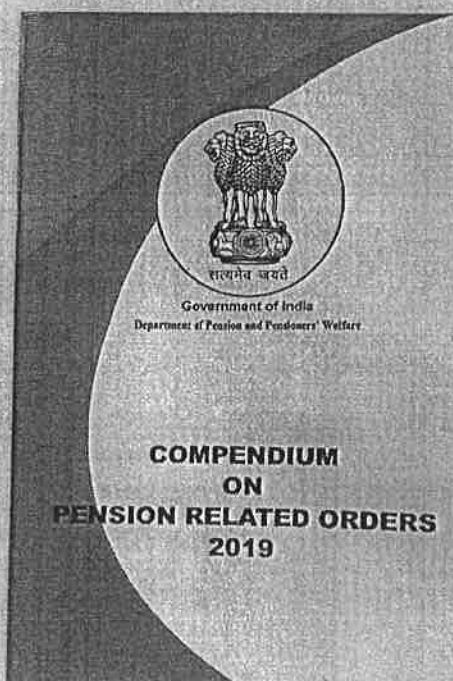 सत्यमेव जयते
Government of India
Department of Pension and Pensioners' Welfare
COMPENDIUM
ON
PENSION RELATED ORDERS
2019